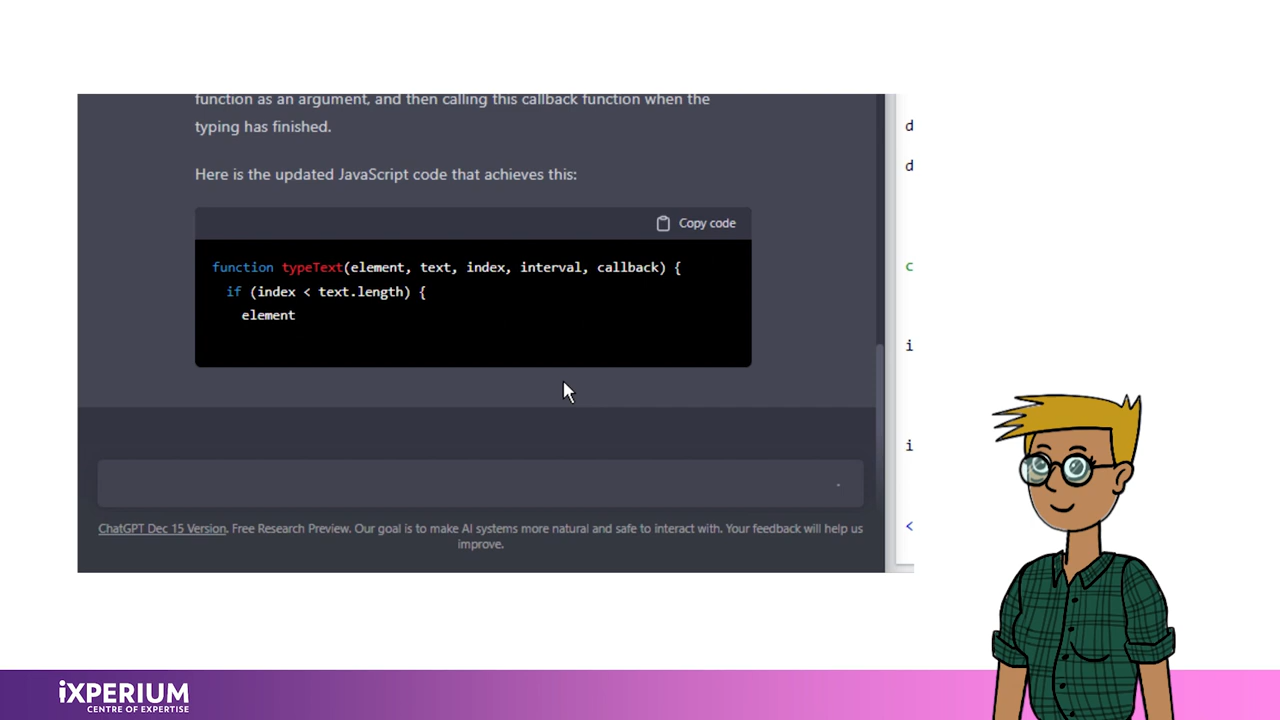 function as an argument, and then calling this callback function when the
typing has finished.
Here is the updated JavaScript code that achieves this:
Copy code
function typeText(element, text, index, interval, callback) {
if (index < text.length) {
element
ChatGPT Dec 15 Version. Free Research Preview. Our goal is to make AI systems more natural and safe to interact with. Your feedback will help us
improve.
d
d
c
i
i
<
iXPERIUM
CENTRE OF EXPERTISE